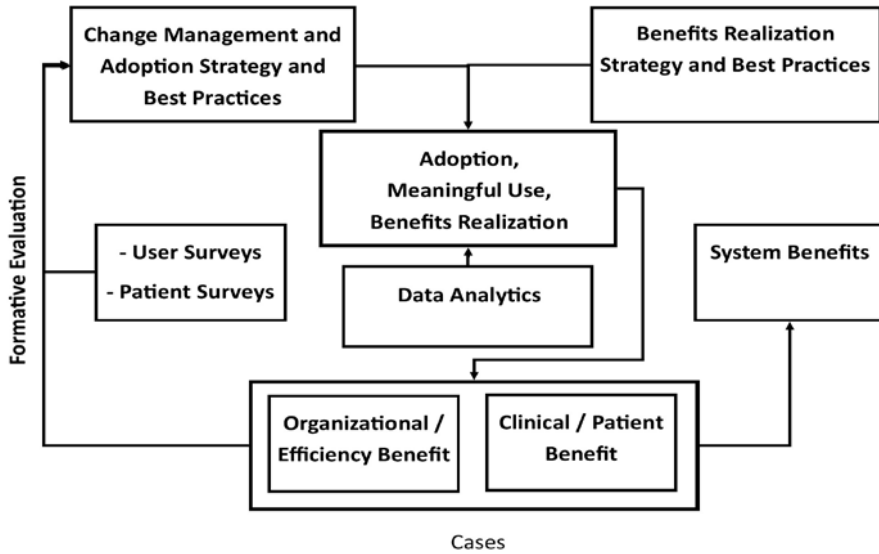 Change Management and
Adoption Strategy and
Best Practices
Benefits Realization
Strategy and Best Practices
Adoption,
Meaningful Use,
Benefits Realization
Formative Evaluation
- User Surveys
- Patient Surveys
System Benefits
Data Analytics
Organizational /
Efficiency Benefit
Clinical / Patient
Benefit
Cases